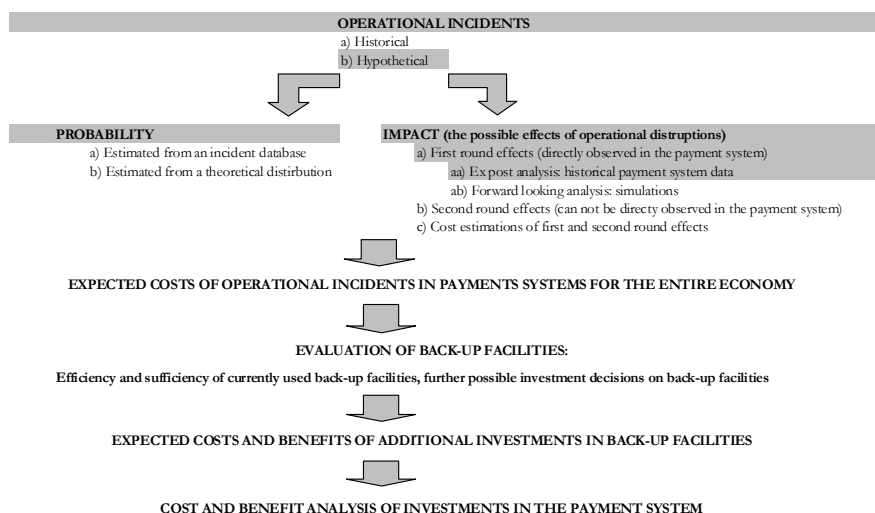 OPERATIONAL INCIDENTS
a) Historical
b) Hypothetical
PROBABILITY
a) Estimated from an incident database
b) Estimated from a theoretical distirbution
IMPACT (the possible effects of operational distruptions)
a) First round effects (directly observed in the payment system)
aa) Ex post analysis: historical payment system data
ab) Forward looking analysis: simulations
b) Second round effects (can not be directy observed in the payment system)
c) Cost estimations of first and second round effects
EXPECTED COSTS OF OPERATIONAL INCIDENTS IN PAYMENTS SYSTEMS FOR THE ENTIRE ECONOMY
EVALUATION OF BACK-UP FACILITIES:
Efficiency and sufficiency of currently used back-up facilities, further possible investment decisions on back-up facilities
EXPECTED COSTS AND BENEFITS OF ADDITIONAL INVESTMENTS IN BACK-UP FACILITIES
COST AND BENEFIT ANALYSIS OF INVESTMENTS IN THE PAYMENT SYSTEM